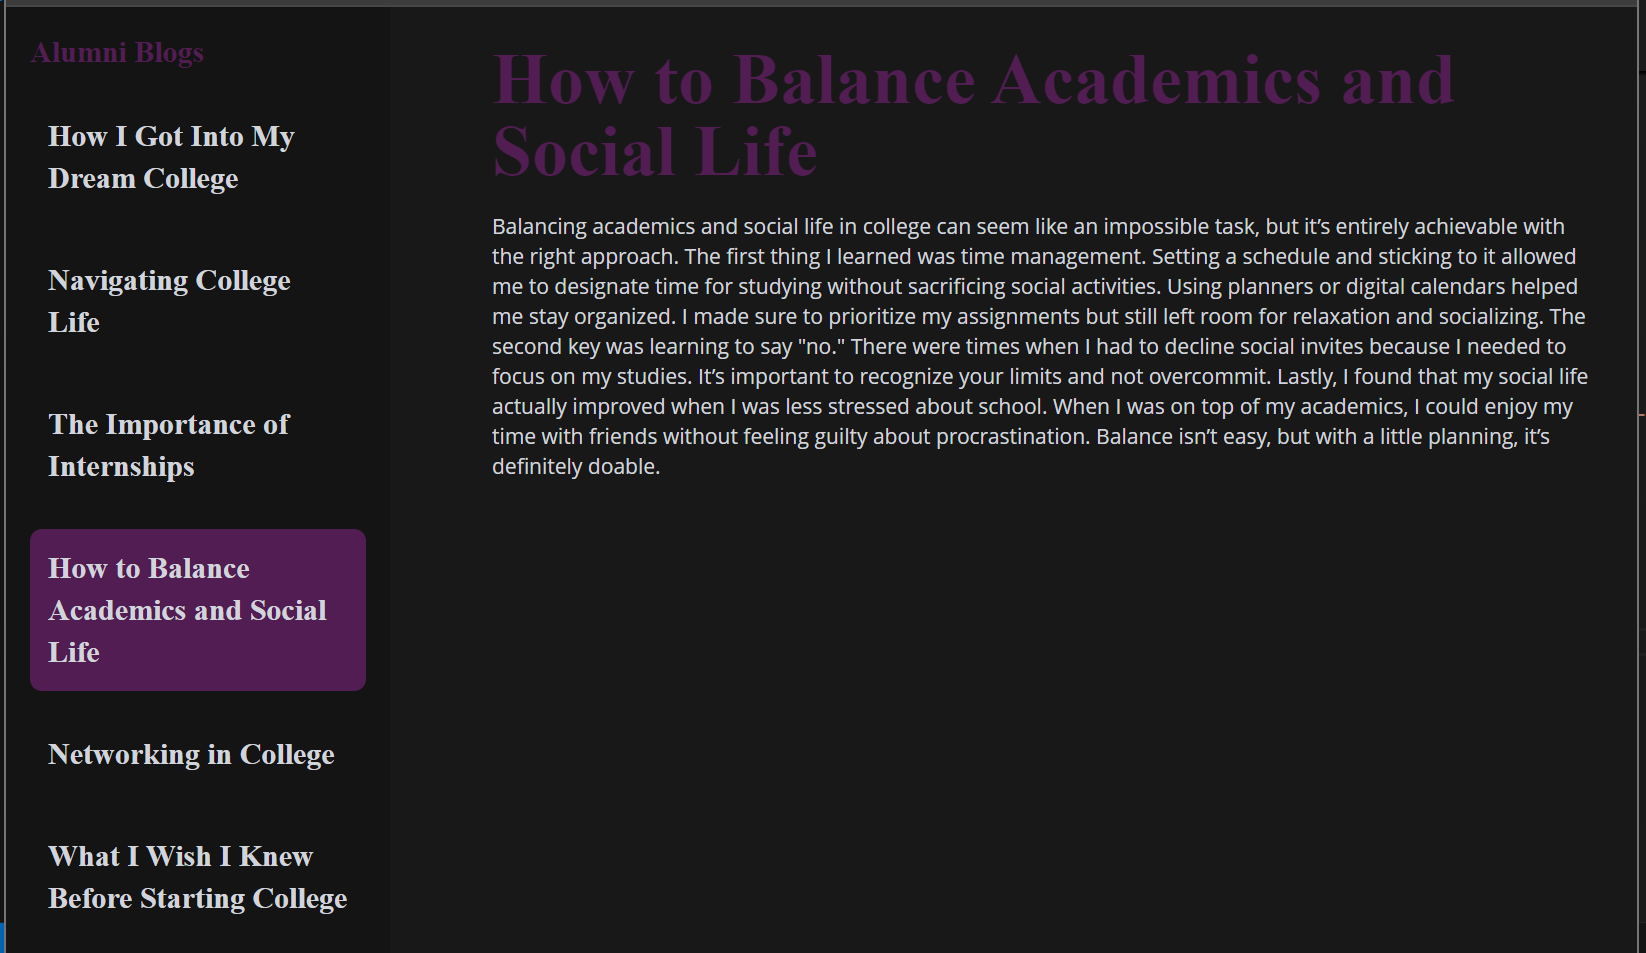 Alumni Blogs
How I Got Into My
Dream College
Navigating College
Life
The Importance of
Internships
How to Balance
Academics and Social
Life
Networking in College
What I Wish I Knew
Before Starting College
How to Balance Academics and
Social Life
Balancing academics and social life in college can seem like an impossible task, but it’s entirely achievable with
the right approach. The first thing I learned was time management. Setting a schedule and sticking to it allowed
me to designate time for studying without sacrificing social activities. Using planners or digital calendars helped
me stay organized. I made sure to prioritize my assignments but still left room for relaxation and socializing. The
second key was learning to say "no." There were times when I had to decline social invites because I needed to
focus on my studies. It’s important to recognize your limits and not overcommit. Lastly, I found that my social life
actually improved when I was less stressed about school. When I was on top of my academics, I could enjoy my
time with friends without feeling guilty about procrastination. Balance isn’t easy, but with a little planning, it’s
definitely doable.